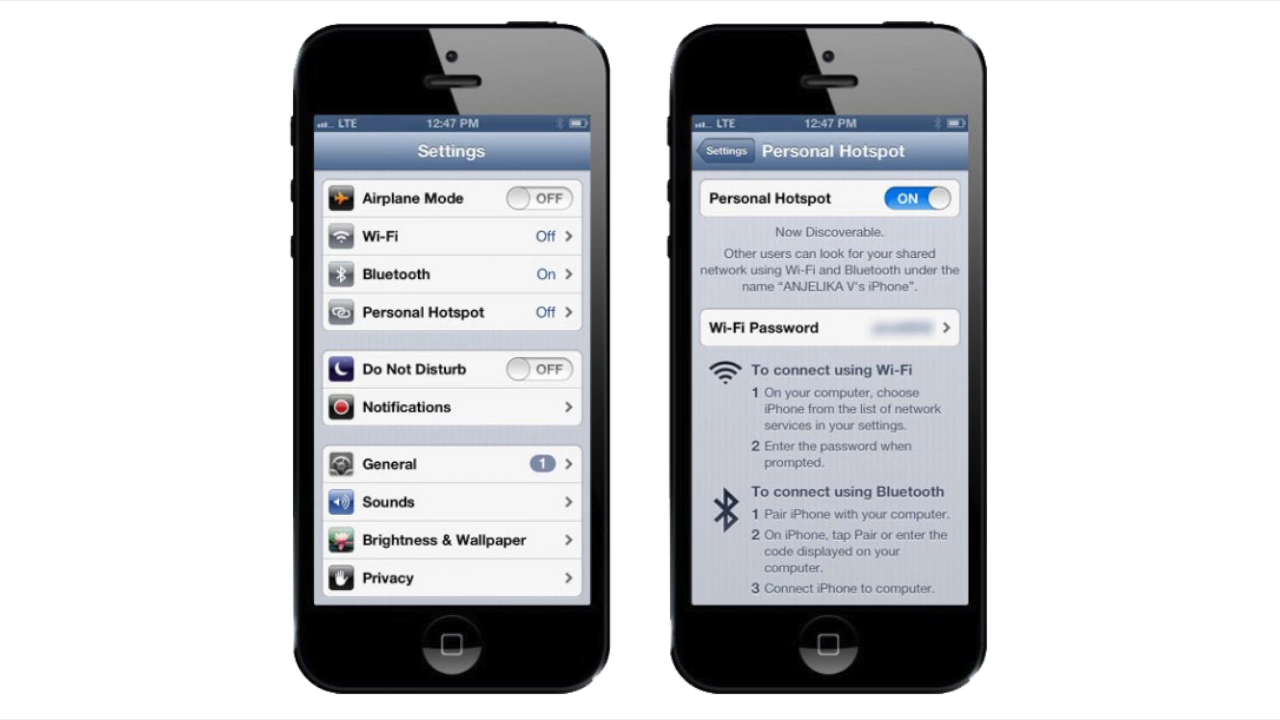 LTE 12:47 PM
Settings
Airplane Mode OFF
Wi-Fi Off
Bluetooth On
Personal Hotspot Off
Do Not Disturb OFF
Notifications
General 1
Sounds
Brightness & Wallpaper
Privacy
LTE 12:47 PM
Settings Personal Hotspot
Personal Hotspot ON
Now Discoverable.
Other users can look for your shared
network using Wi-Fi and Bluetooth under the
name “ANJELIKA V's iPhone”.
Wi-Fi Password
To connect using Wi-Fi
1 On your computer, choose
iPhone from the list of network
services in your settings.
2 Enter the password when
prompted.
To connect using Bluetooth
1 Pair iPhone with your computer.
2 On iPhone, tap Pair or enter the
code displayed on your
computer.
3 Connect iPhone to computer.